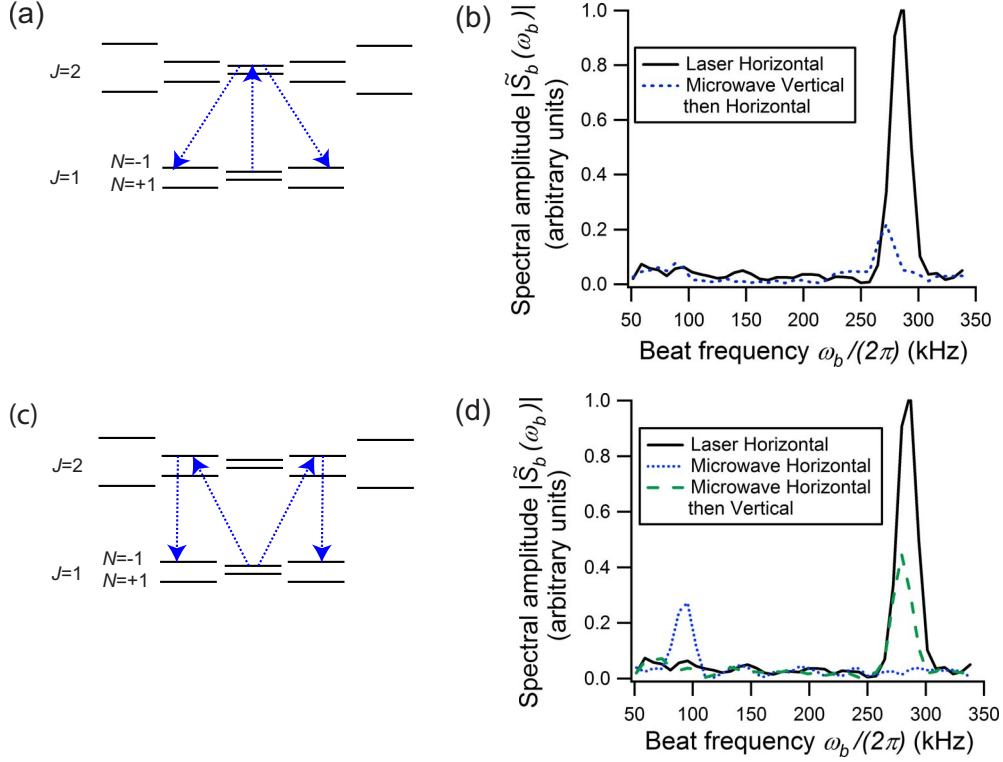 (a)
J=2
N=-1
J=1
N=+1
(b)
Spectral amplitude |S̃b(ωb)|
(arbitrary units)
1.0
0.8
0.6
0.4
0.2
0.0
Laser Horizontal
Microwave Vertical
then Horizontal
50 100 150 200 250 300 350
Beat frequency ωb/(2π) (kHz)
(c)
J=2
N=-1
J=1
N=+1
(d)
Spectral amplitude |S̃b(ωb)|
(arbitrary units)
1.0
0.8
0.6
0.4
0.2
0.0
Laser Horizontal
Microwave Horizontal
Microwave Horizontal
then Vertical
50 100 150 200 250 300 350
Beat frequency ωb/(2π) (kHz)